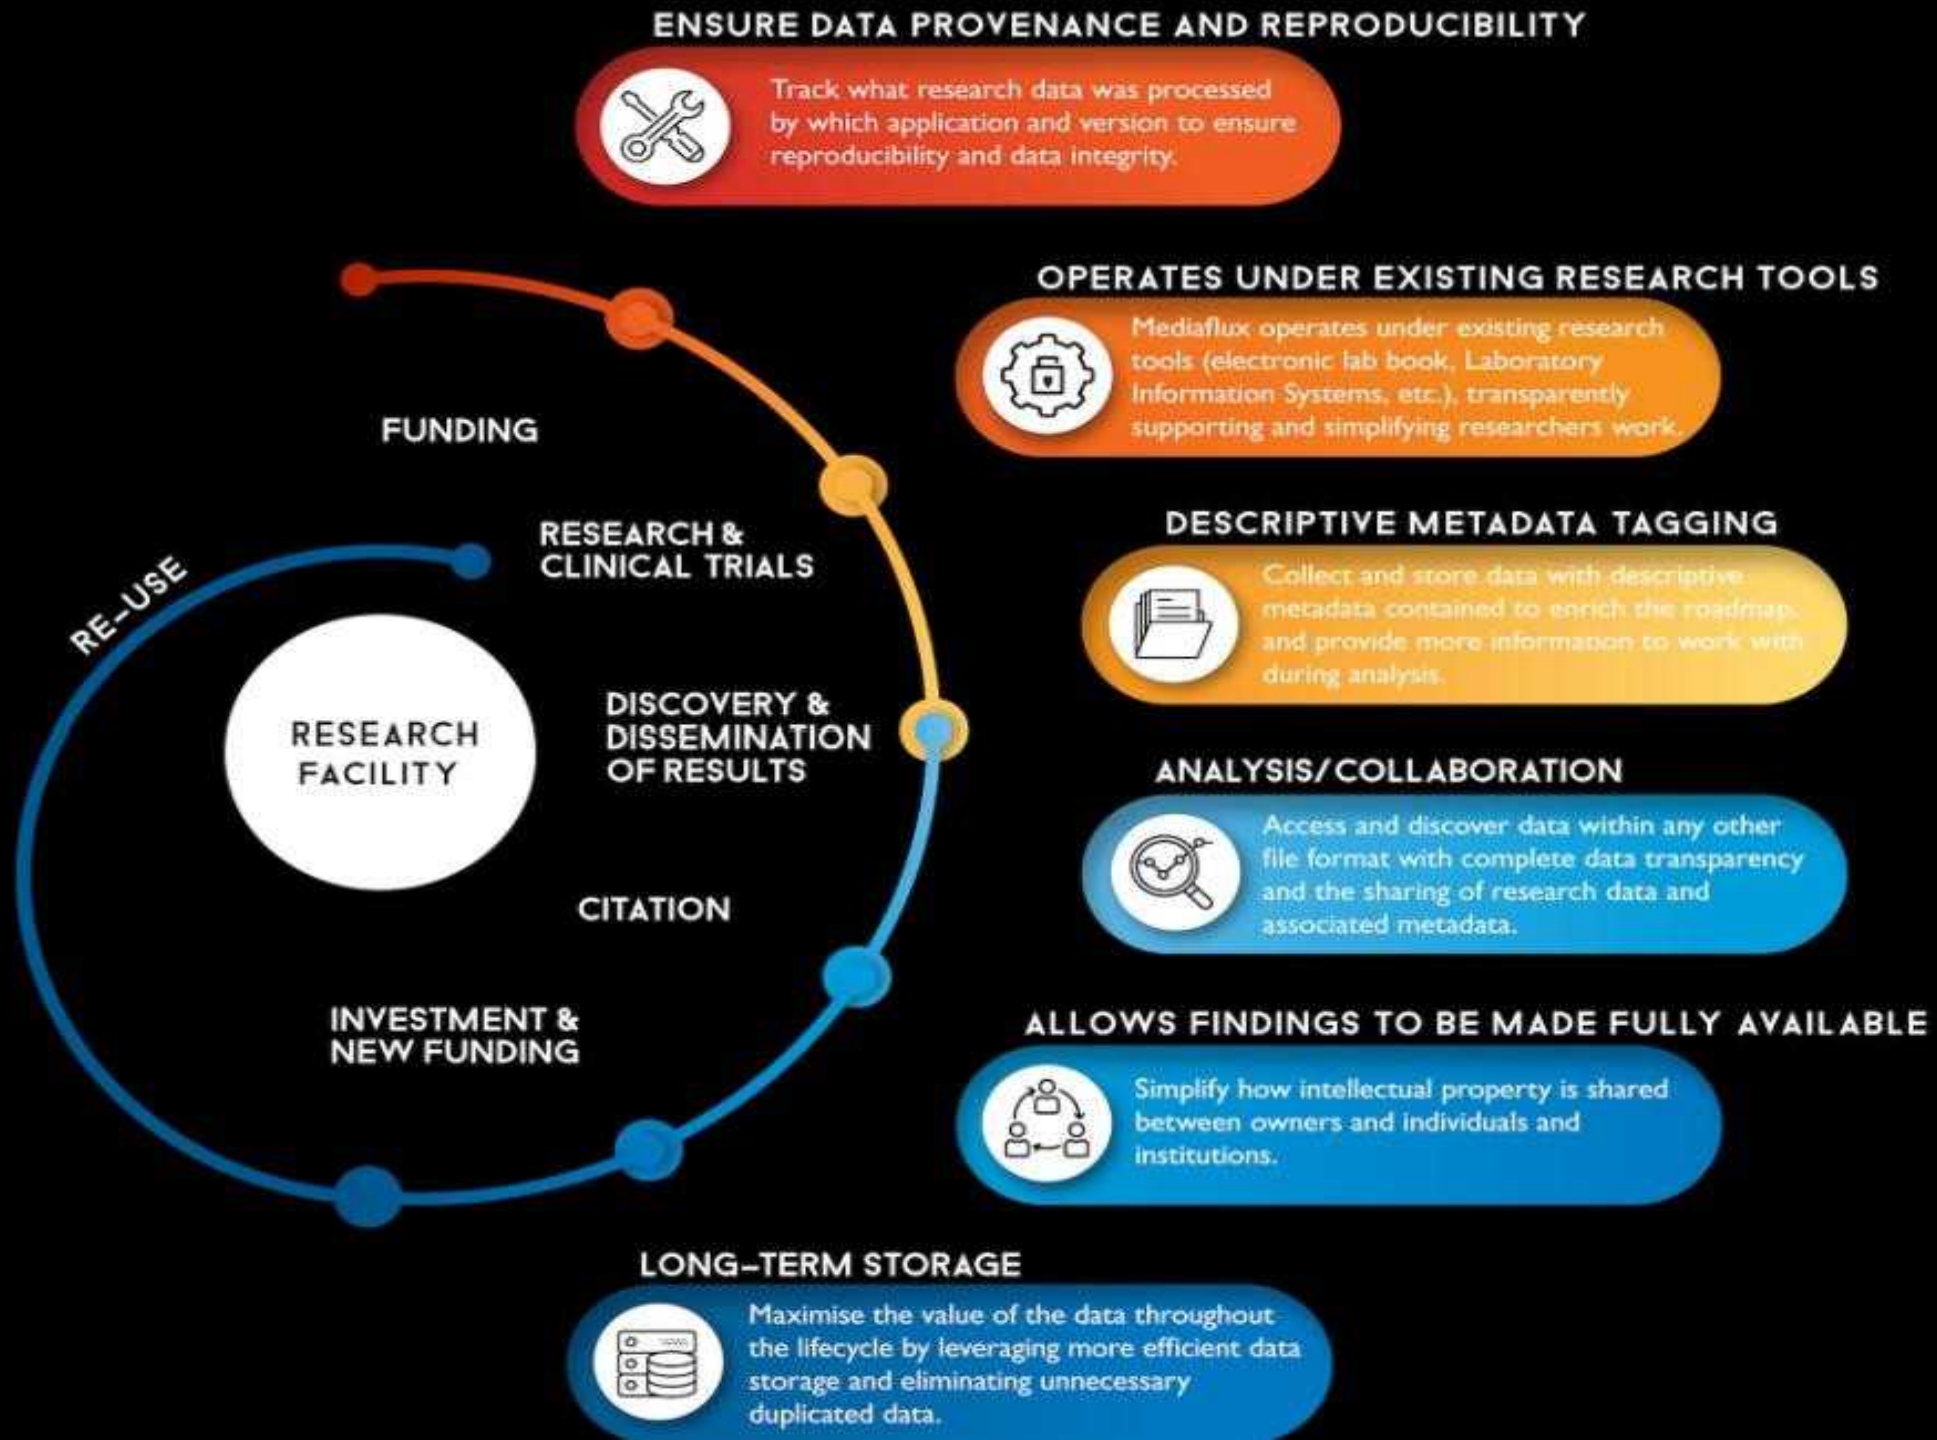 ENSURE DATA PROVENANCE AND REPRODUCIBILITY
Track what research data was processed
by which application and version to ensure
reproducibility and data integrity.
OPERATES UNDER EXISTING RESEARCH TOOLS
Mediaflux operates under existing research
tools (electronic lab book, Laboratory
Information Systems, etc.), transparently
supporting and simplifying researchers work.
DESCRIPTIVE METADATA TAGGING
Collect and store data with descriptive
metadata contained to enrich the roadmap,
and provide more information to work with
during analysis.
ANALYSIS/COLLABORATION
Access and discover data within any other
file format with complete data transparency
and the sharing of research data and
associated metadata.
ALLOWS FINDINGS TO BE MADE FULLY AVAILABLE
Simplify how intellectual property is shared
between owners and individuals and
institutions.
LONG-TERM STORAGE
Maximise the value of the data throughout
the lifecycle by leveraging more efficient data
storage and eliminating unnecessary
duplicated data.
FUNDING
RESEARCH &
CLINICAL TRIALS
DISCOVERY &
DISSEMINATION
OF RESULTS
CITATION
INVESTMENT &
NEW FUNDING
RE-USE
RESEARCH
FACILITY